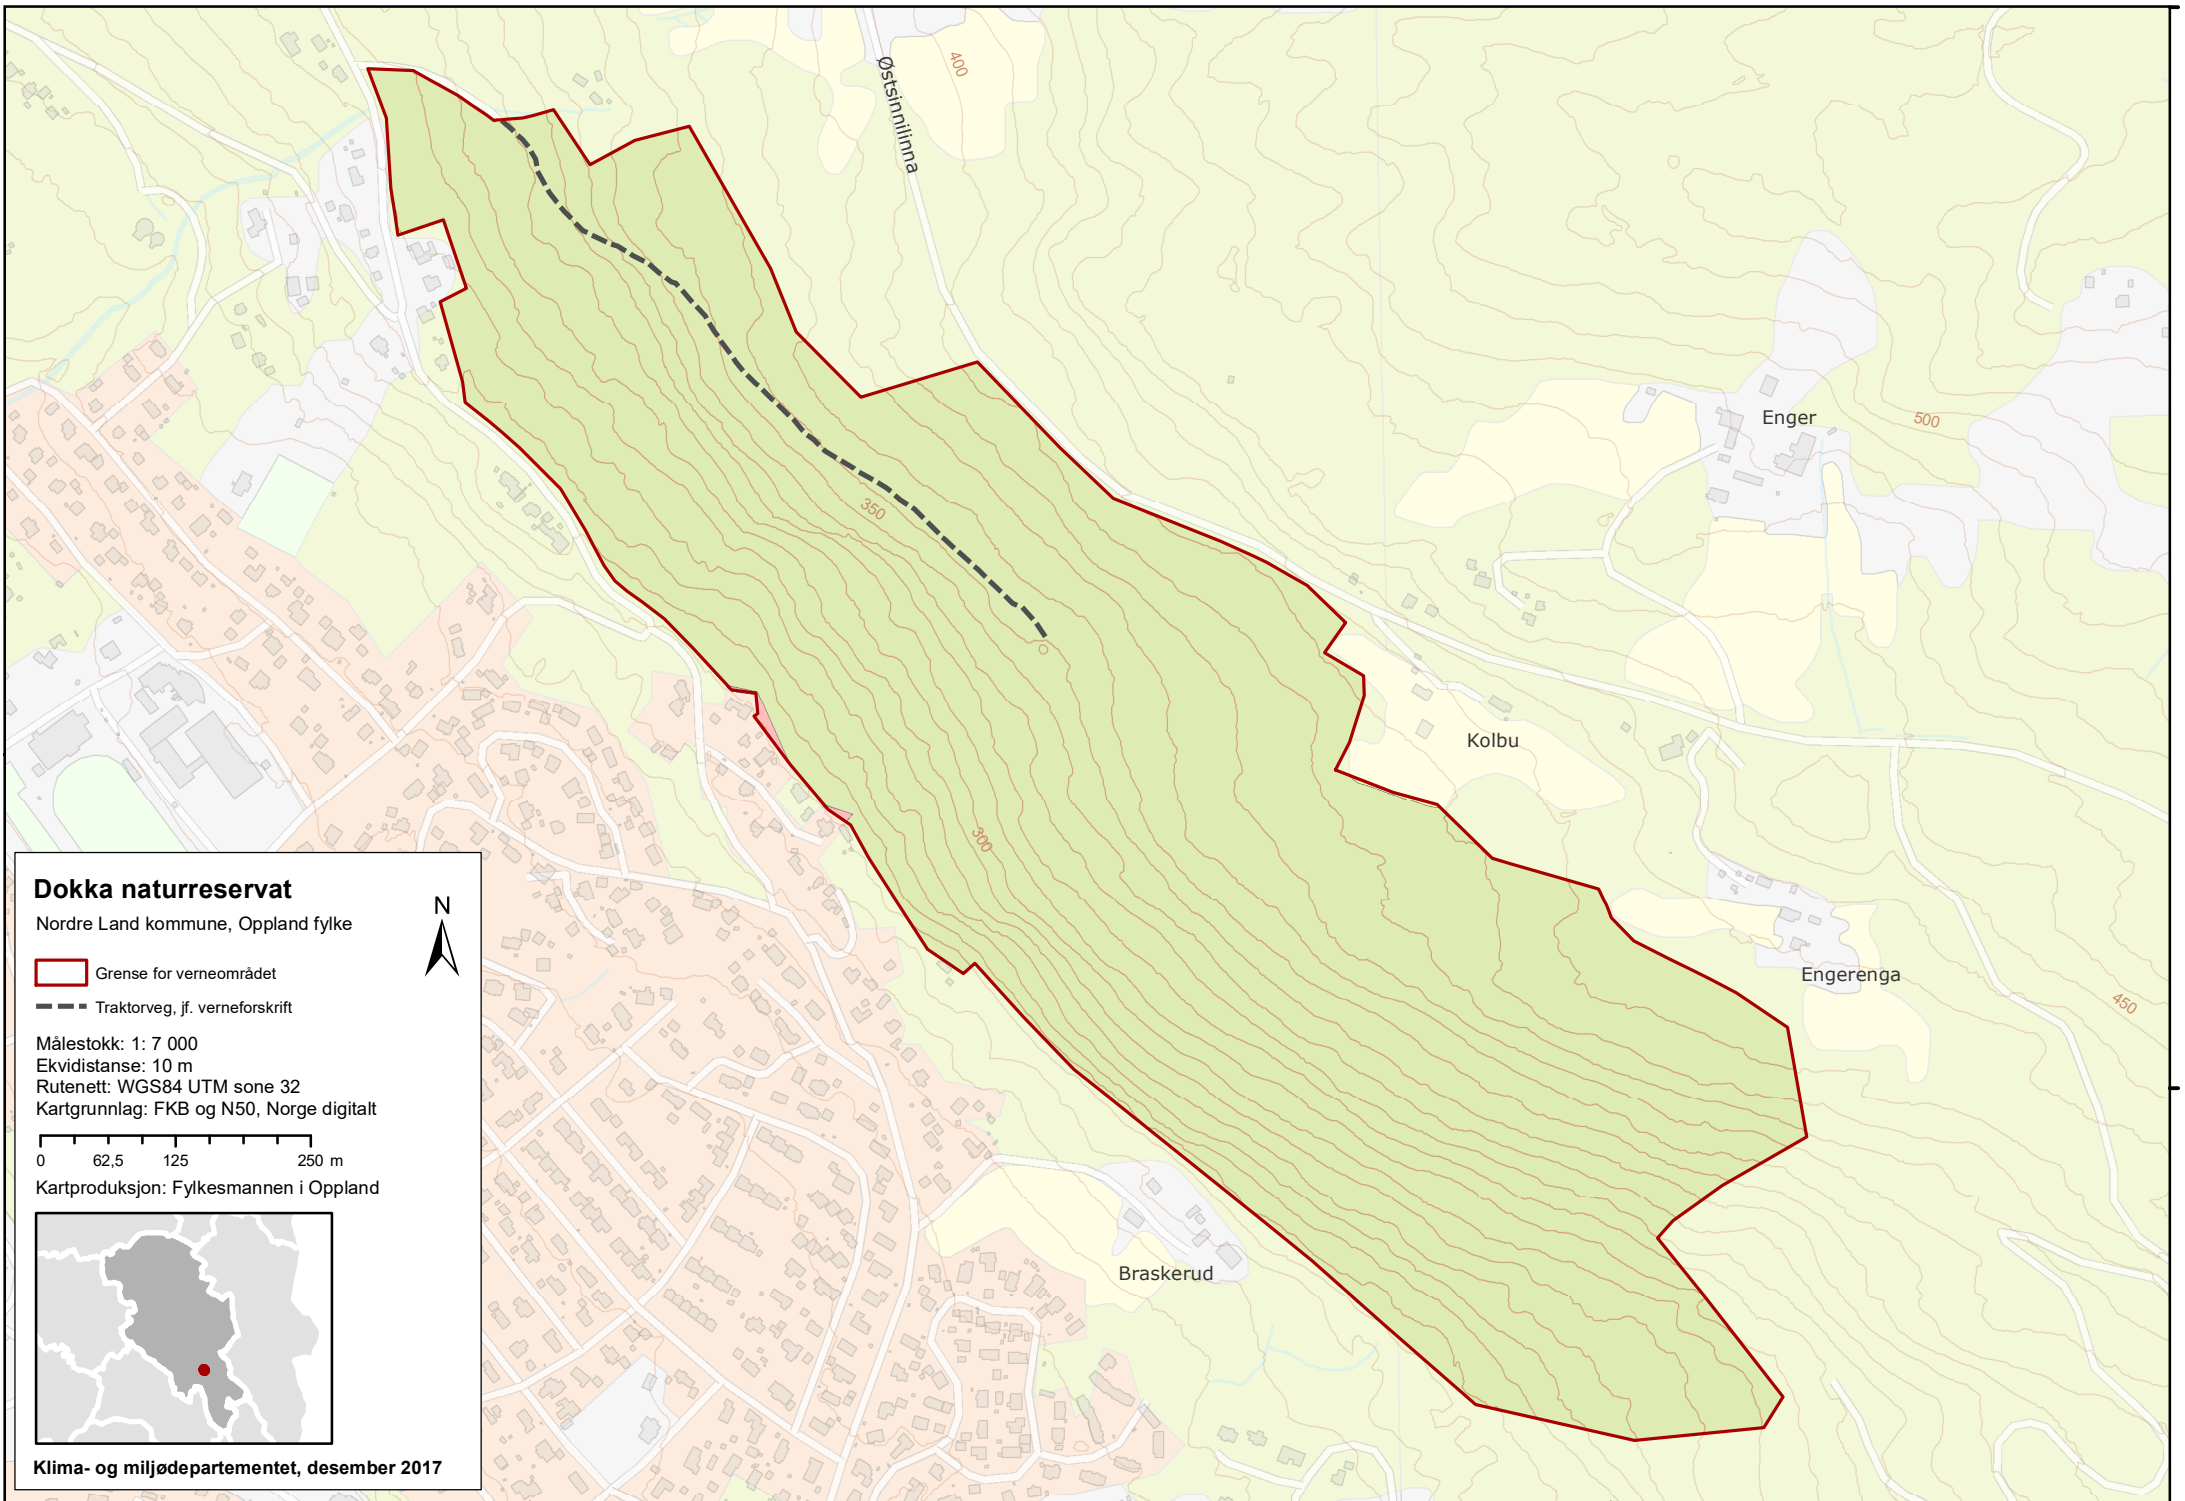 Østsinnilinna
400
Enger
500
350
Kolbu
300
Engerenga
450
Braskerud
Dokka naturreservat
Nordre Land kommune, Oppland fylke
N
Grense for verneområdet
Traktorveg, jf. verneforskrift
Målestokk: 1: 7 000
Ekvidistanse: 10 m
Rutenett: WGS84 UTM sone 32
Kartgrunnlag: FKB og N50, Norge digitalt
0 62,5 125 250 m
Kartproduksjon: Fylkesmannen i Oppland
Klima- og miljødepartementet, desember 2017